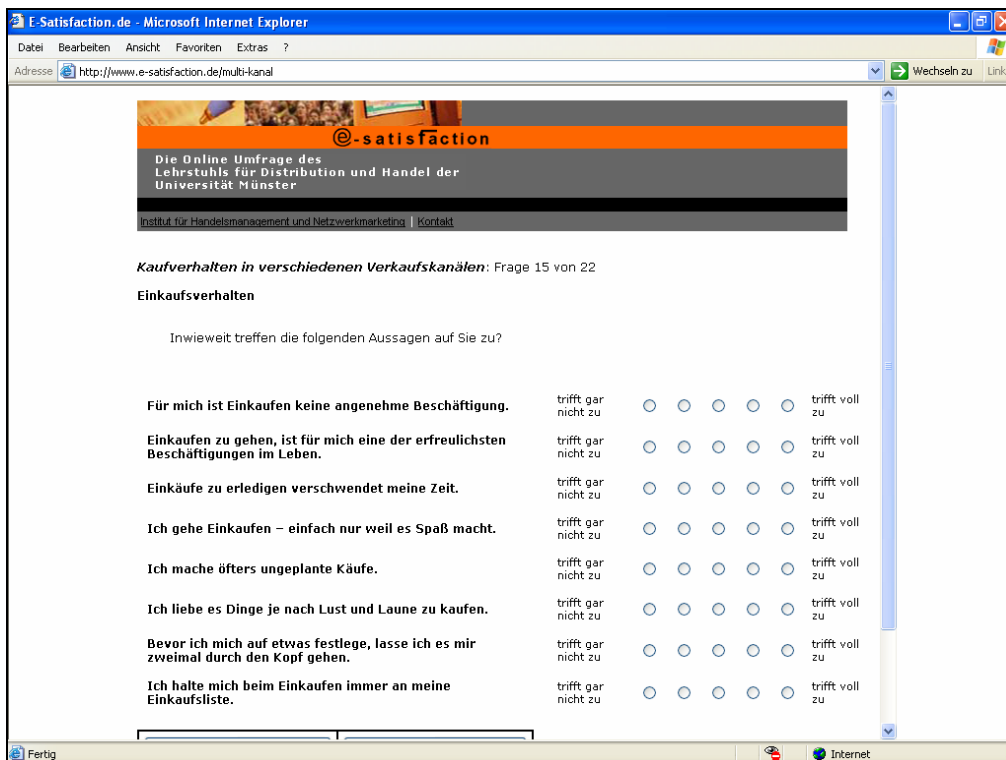 E-Satisfaction.de - Microsoft Internet Explorer
Datei Bearbeiten Ansicht Favoriten Extras ?
Adresse http://www.e-satisfaction.de/multi-kanal Wechseln zu Link
e-satisfaction
Die Online Umfrage des
Lehrstuhls für Distribution und Handel der
Universität Münster
Institut für Handelsmanagement und Netzwerkmarketing | Kontakt
Kaufverhalten in verschiedenen Verkaufskanälen: Frage 15 von 22
Einkaufsverhalten
Inwieweit treffen die folgenden Aussagen auf Sie zu?
Für mich ist Einkaufen keine angenehme Beschäftigung. trifft gar nicht zu trifft voll zu
Einkaufen zu gehen, ist für mich eine der erfreulichsten
Beschäftigungen im Leben. trifft gar nicht zu trifft voll zu
Einkäufe zu erledigen verschwendet meine Zeit. trifft gar nicht zu trifft voll zu
Ich gehe Einkaufen – einfach nur weil es Spaß macht. trifft gar nicht zu trifft voll zu
Ich mache öfters ungeplante Käufe. trifft gar nicht zu trifft voll zu
Ich liebe es Dinge je nach Lust und Laune zu kaufen. trifft gar nicht zu trifft voll zu
Bevor ich mich auf etwas festlege, lasse ich es mir
zweimal durch den Kopf gehen. trifft gar nicht zu trifft voll zu
Ich halte mich beim Einkaufen immer an meine
Einkaufsliste. trifft gar nicht zu trifft voll zu
Fertig Internet